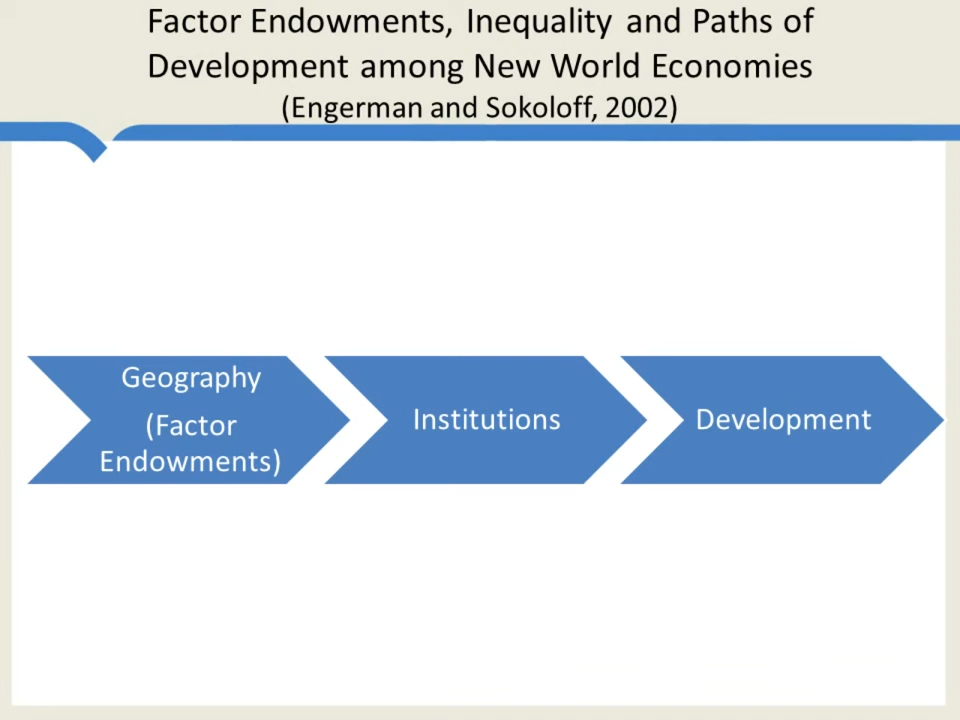 Factor Endowments, Inequality and Paths of
Development among New World Economies
(Engerman and Sokoloff, 2002)
Geography
(Factor
Endowments)
Institutions
Development